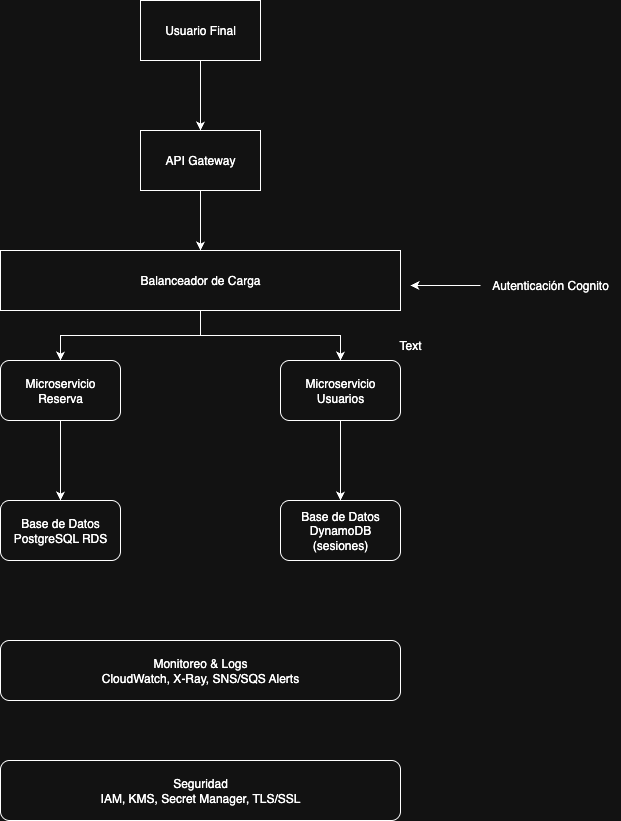 Usuario Final
API Gateway
Balanceador de Carga
Autenticación Cognito
Text
Microservicio
Reserva
Microservicio
Usuarios
Base de Datos
PostgreSQL RDS
Base de Datos
DynamoDB
(sesiones)
Monitoreo & Logs
CloudWatch, X-Ray, SNS/SQS Alerts
Seguridad
IAM, KMS, Secret Manager, TLS/SSL